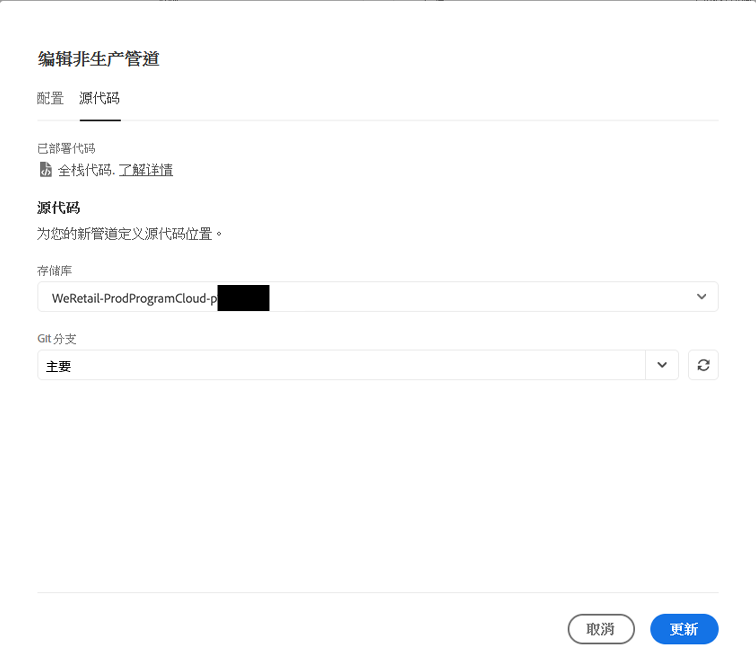 编辑非生产管道
配置 源代码
已部署代码
全栈代码. 了解详情
源代码
为您的新管道定义源代码位置。
存储库
WeRetail-ProdProgramCloud-p
Git 分支
主要
取消 更新